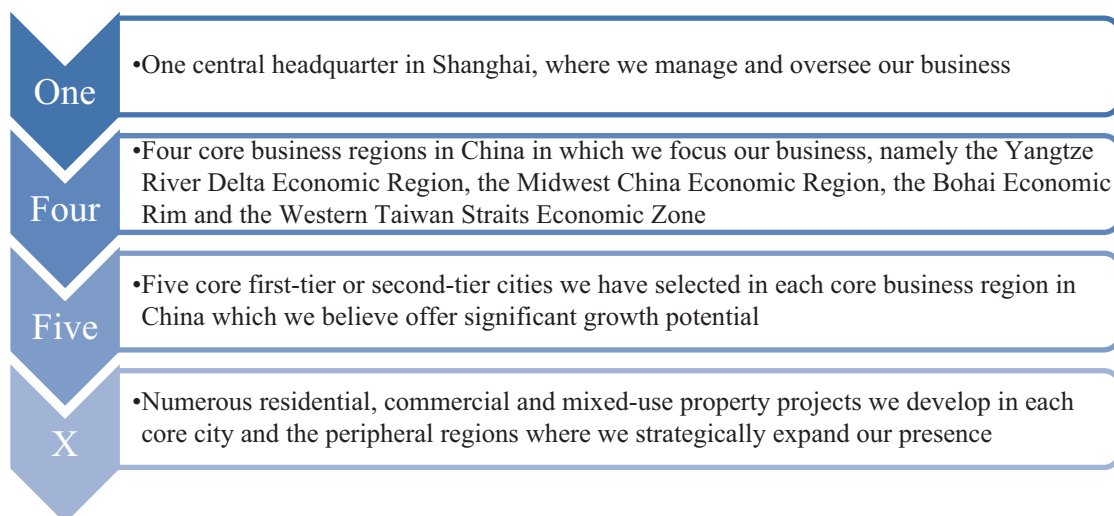 One
•One central headquarter in Shanghai, where we manage and oversee our business
Four
•Four core business regions in China in which we focus our business, namely the Yangtze
River Delta Economic Region, the Midwest China Economic Region, the Bohai Economic
Rim and the Western Taiwan Straits Economic Zone
Five
•Five core first-tier or second-tier cities we have selected in each core business region in
China which we believe offer significant growth potential
X
•Numerous residential, commercial and mixed-use property projects we develop in each
core city and the peripheral regions where we strategically expand our presence